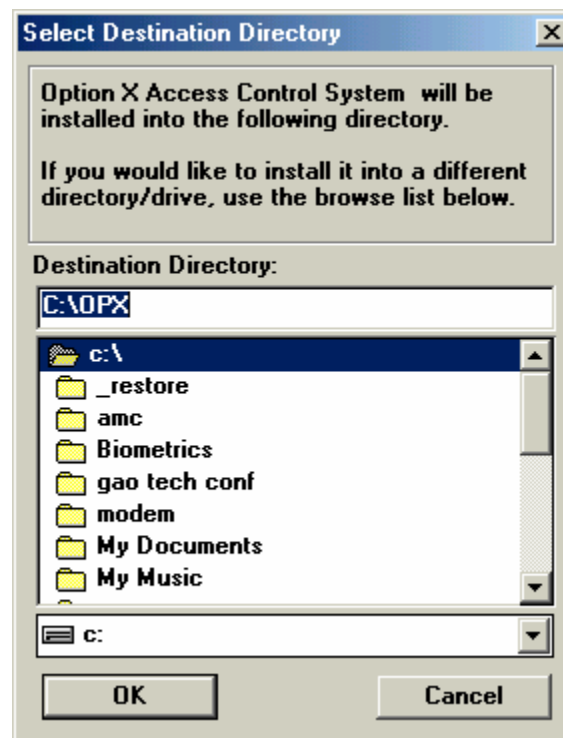 Select Destination Directory
Option X Access Control System will be
installed into the following directory.
If you would like to install it into a different
directory/drive, use the browse list below.
Destination Directory:
C:\OPX
c:\
_restore
amc
Biometrics
gao tech conf
modem
My Documents
My Music
c:
OK
Cancel